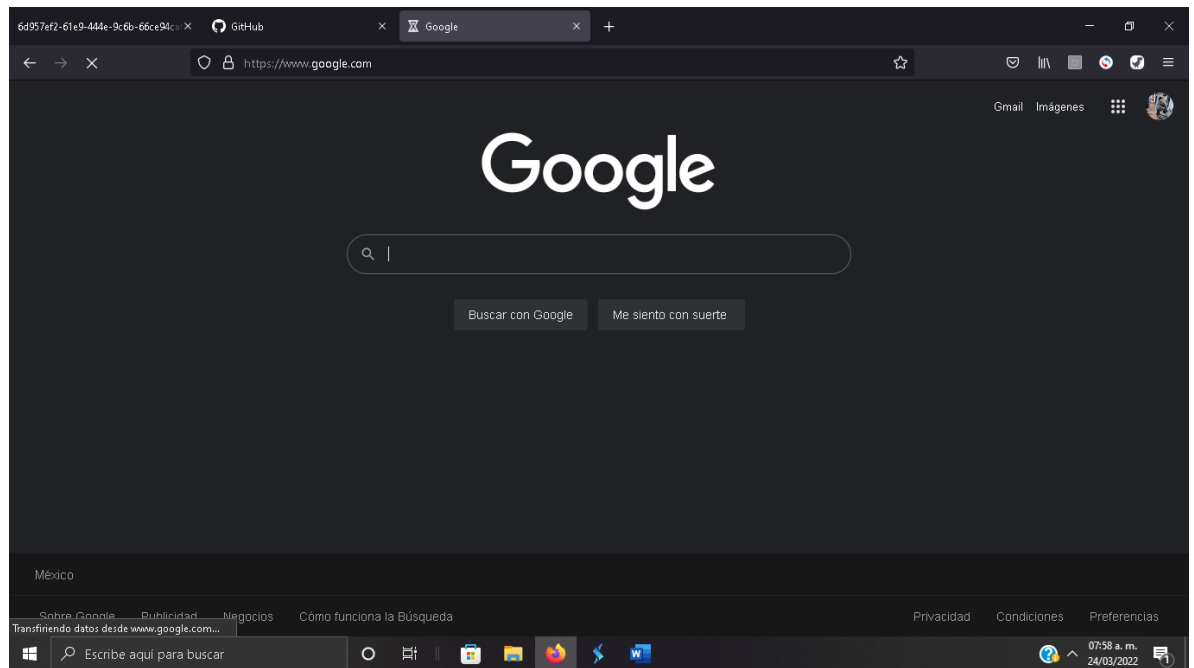 6d957ef2-61e9-444e-9c6b-66ce94ca
GitHub
Google
https://www.google.com
Gmail Imágenes
Google
Buscar con Google Me siento con suerte
México
Sobre Google Publicidad Negocios Cómo funciona la Búsqueda Privacidad Condiciones Preferencias
Transfiriendo datos desde www.google.com...
Escribe aquí para buscar
07:58 a. m.
24/03/2022